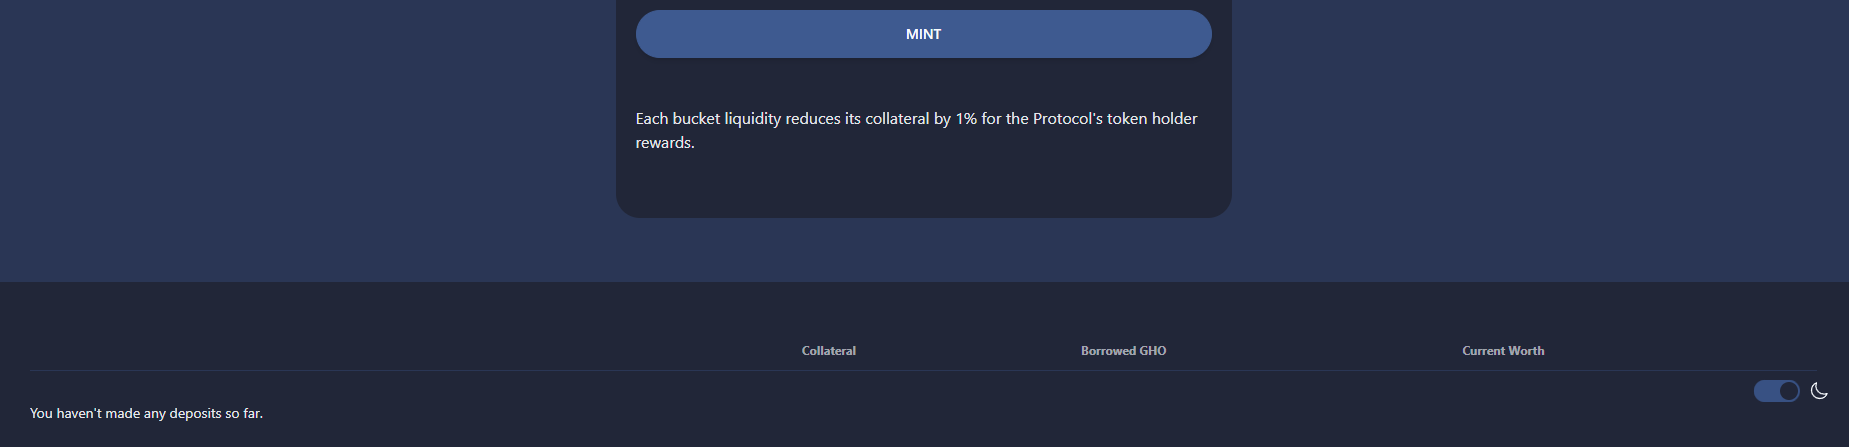 MINT
Each bucket liquidity reduces its collateral by 1% for the Protocol's token holder
rewards.
Collateral Borrowed GHO Current Worth
You haven't made any deposits so far.